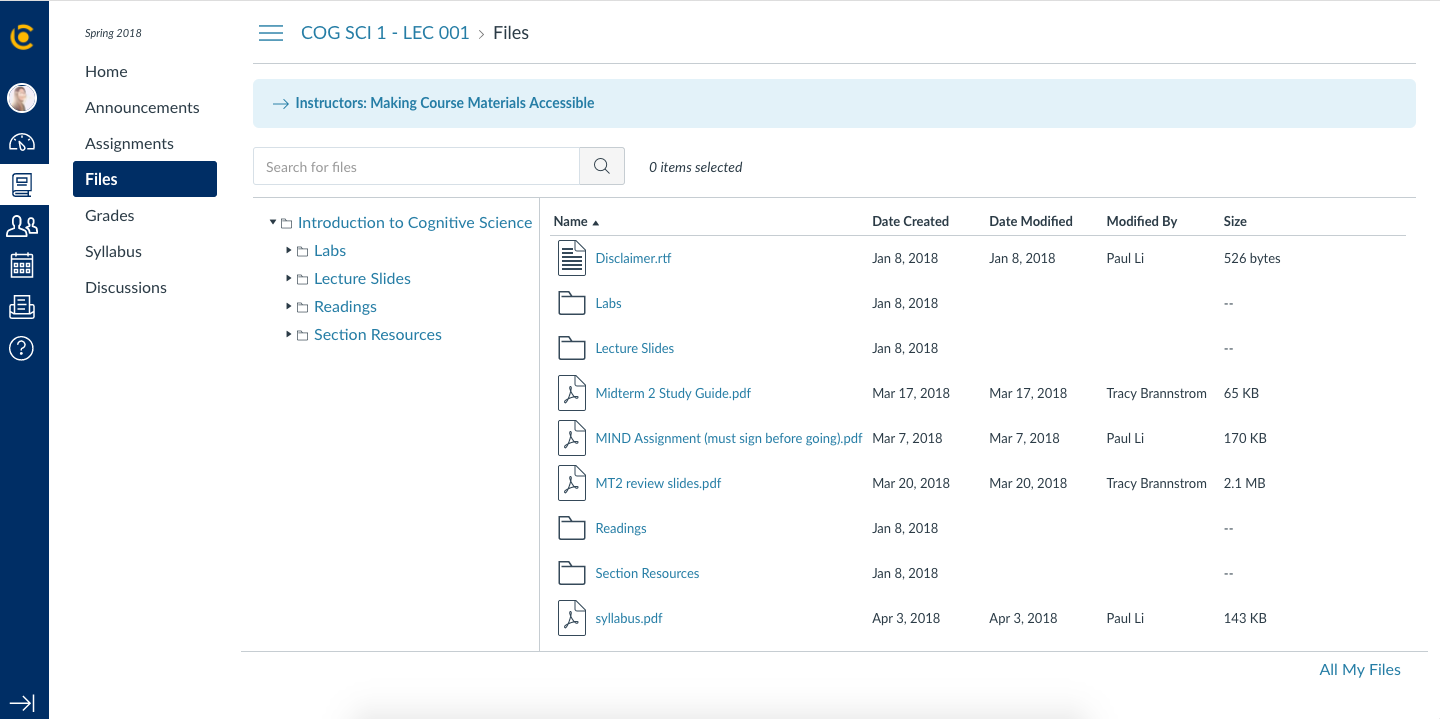 Spring 2018
Home
Announcements
Assignments
Files
Grades
Syllabus
Discussions
COG SCI 1 - LEC 001 > Files
→ Instructors: Making Course Materials Accessible
Search for files
0 items selected
Introduction to Cognitive Science
Labs
Lecture Slides
Readings
Section Resources
Name Date Created Date Modified Modified By Size
Disclaimer.rtf Jan 8, 2018 Jan 8, 2018 Paul Li 526 bytes
Labs Jan 8, 2018 --
Lecture Slides Jan 8, 2018 --
Midterm 2 Study Guide.pdf Mar 17, 2018 Mar 17, 2018 Tracy Brannstrom 65 KB
MIND Assignment (must sign before going).pdf Mar 7, 2018 Mar 7, 2018 Paul Li 170 KB
MT2 review slides.pdf Mar 20, 2018 Mar 20, 2018 Tracy Brannstrom 2.1 MB
Readings Jan 8, 2018 --
Section Resources Jan 8, 2018 --
syllabus.pdf Apr 3, 2018 Apr 3, 2018 Paul Li 143 KB
All My Files